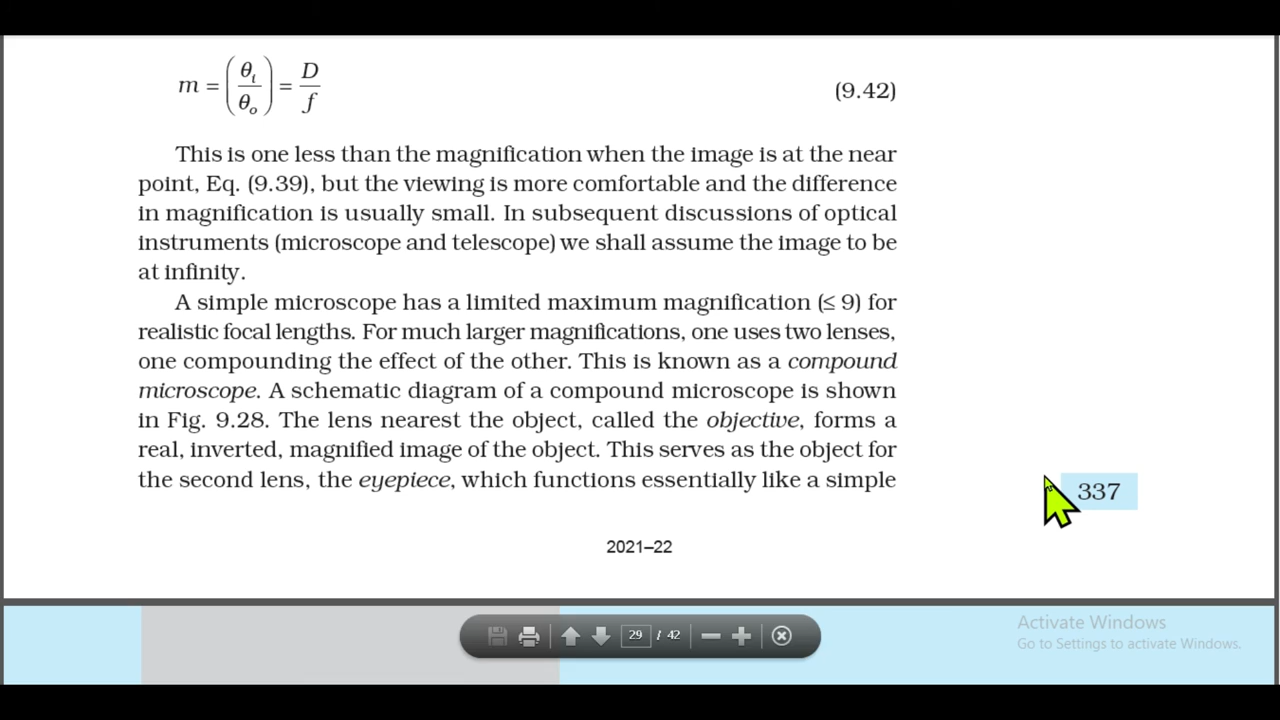 m = (θi/θo) = D/f (9.42)
This is one less than the magnification when the image is at the near
point, Eq. (9.39), but the viewing is more comfortable and the difference
in magnification is usually small. In subsequent discussions of optical
instruments (microscope and telescope) we shall assume the image to be
at infinity.
A simple microscope has a limited maximum magnification (≤ 9) for
realistic focal lengths. For much larger magnifications, one uses two lenses,
one compounding the effect of the other. This is known as a compound
microscope. A schematic diagram of a compound microscope is shown
in Fig. 9.28. The lens nearest the object, called the objective, forms a
real, inverted, magnified image of the object. This serves as the object for
the second lens, the eyepiece, which functions essentially like a simple
337
2021–22
29 / 42
Activate Windows
Go to Settings to activate Windows.